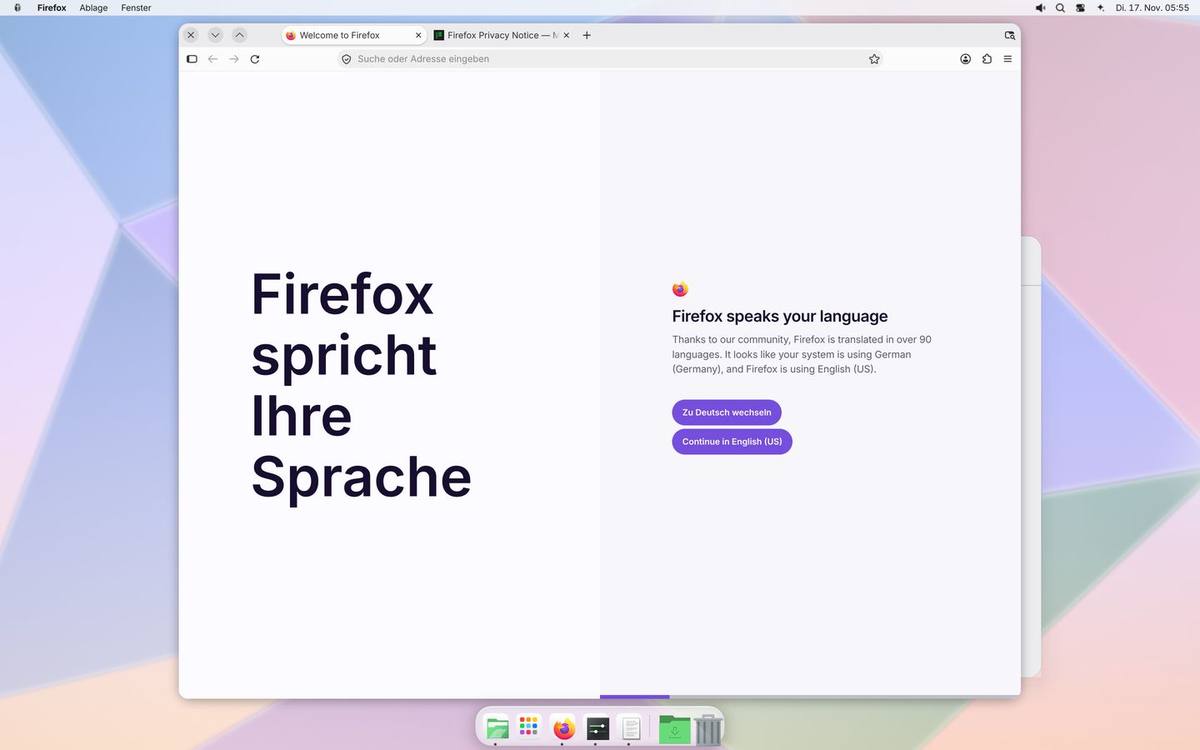 Firefox Ablage Fenster Di. 17. Nov. 05:55
Welcome to Firefox Firefox Privacy Notice —
Suche oder Adresse eingeben
Firefox
spricht
Ihre
Sprache
Firefox speaks your language
Thanks to our community, Firefox is translated in over 90
languages. It looks like your system is using German
(Germany), and Firefox is using English (US).
Zu Deutsch wechseln
Continue in English (US)